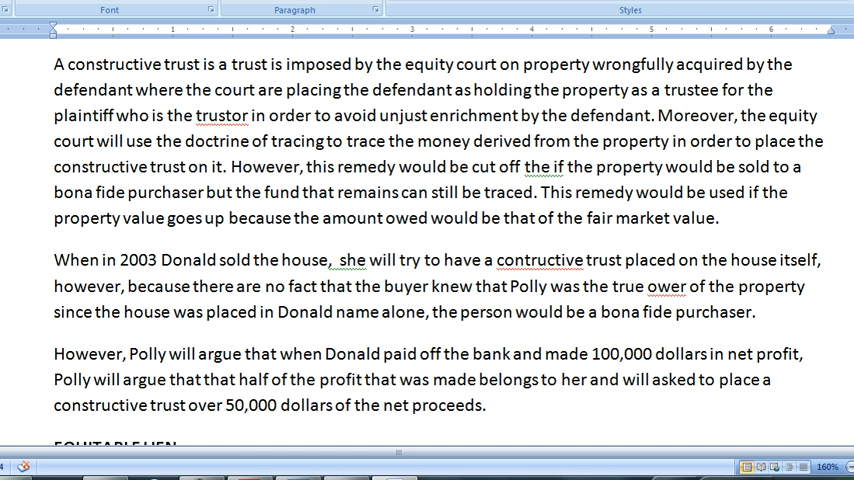 Font Paragraph Styles
1 2 3 4 5 6
A constructive trust is a trust is imposed by the equity court on property wrongfully acquired by the
defendant where the court are placing the defendant as holding the property as a trustee for the
plaintiff who is the trustor in order to avoid unjust enrichment by the defendant. Moreover, the equity
court will use the doctrine of tracing to trace the money derived from the property in order to place the
constructive trust on it. However, this remedy would be cut off the if the property would be sold to a
bona fide purchaser but the fund that remains can still be traced. This remedy would be used if the
property value goes up because the amount owed would be that of the fair market value.
When in 2003 Donald sold the house, she will try to have a contructive trust placed on the house itself,
however, because there are no fact that the buyer knew that Polly was the true ower of the property
since the house was placed in Donald name alone, the person would be a bona fide purchaser.
However, Polly will argue that when Donald paid off the bank and made 100,000 dollars in net profit,
Polly will argue that that half of the profit that was made belongs to her and will asked to place a
constructive trust over 50,000 dollars of the net proceeds.
EQUITABLE LIEN
4 160%